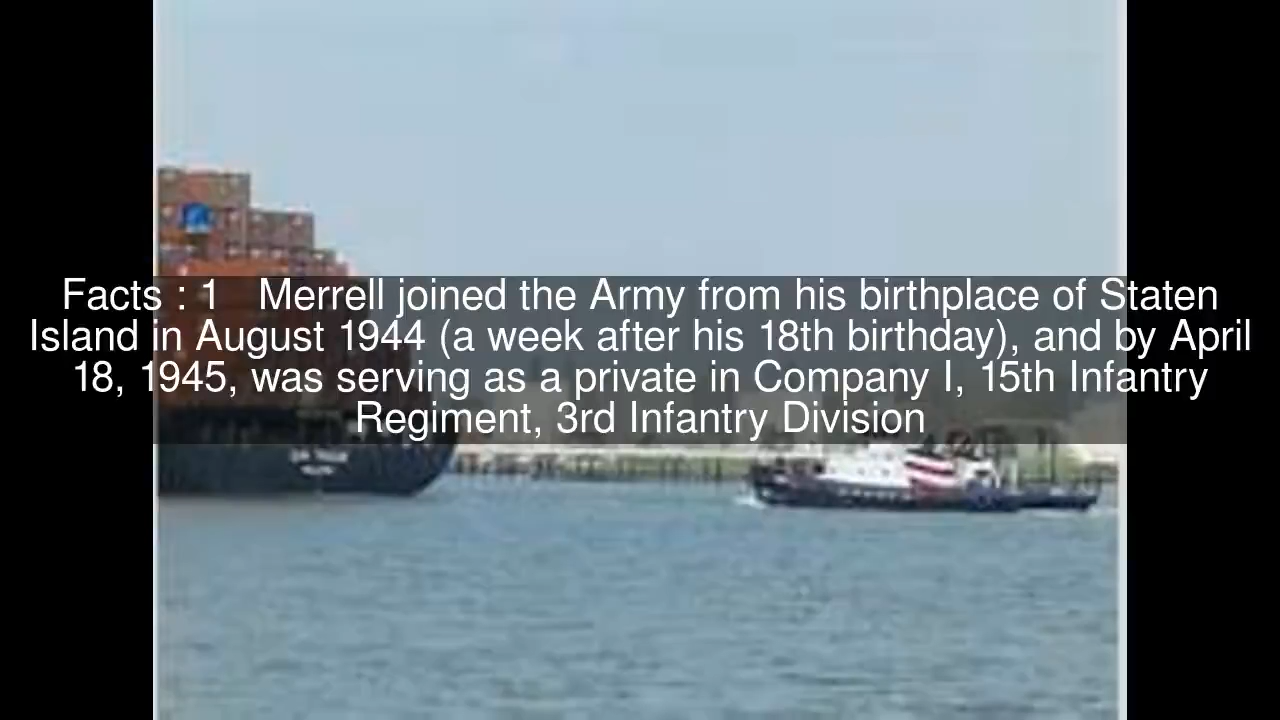 Facts : 1   Merrell joined the Army from his birthplace of Staten
Island in August 1944 (a week after his 18th birthday), and by April
18, 1945, was serving as a private in Company I, 15th Infantry
Regiment, 3rd Infantry Division